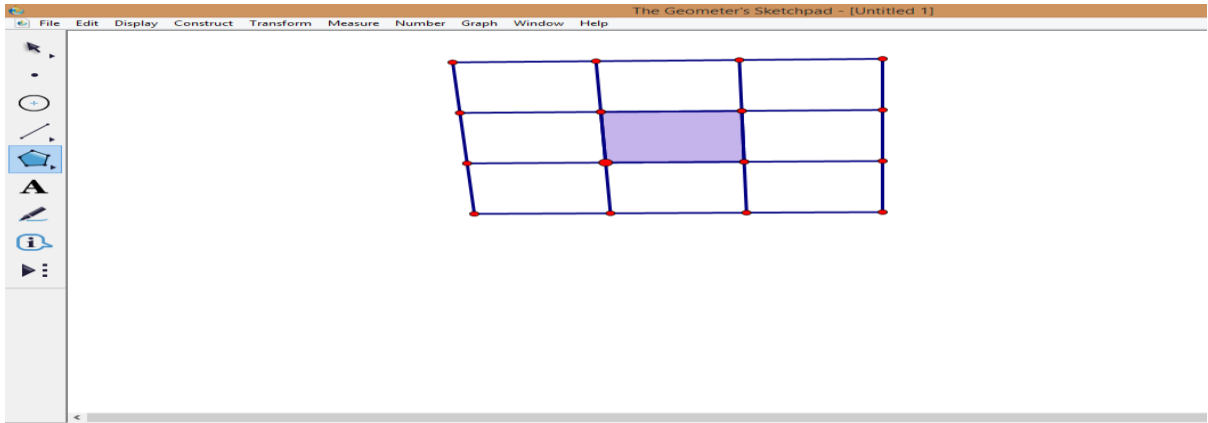 The Geometer's Sketchpad - [Untitled 1]
File Edit Display Construct Transform Measure Number Graph Window Help
A